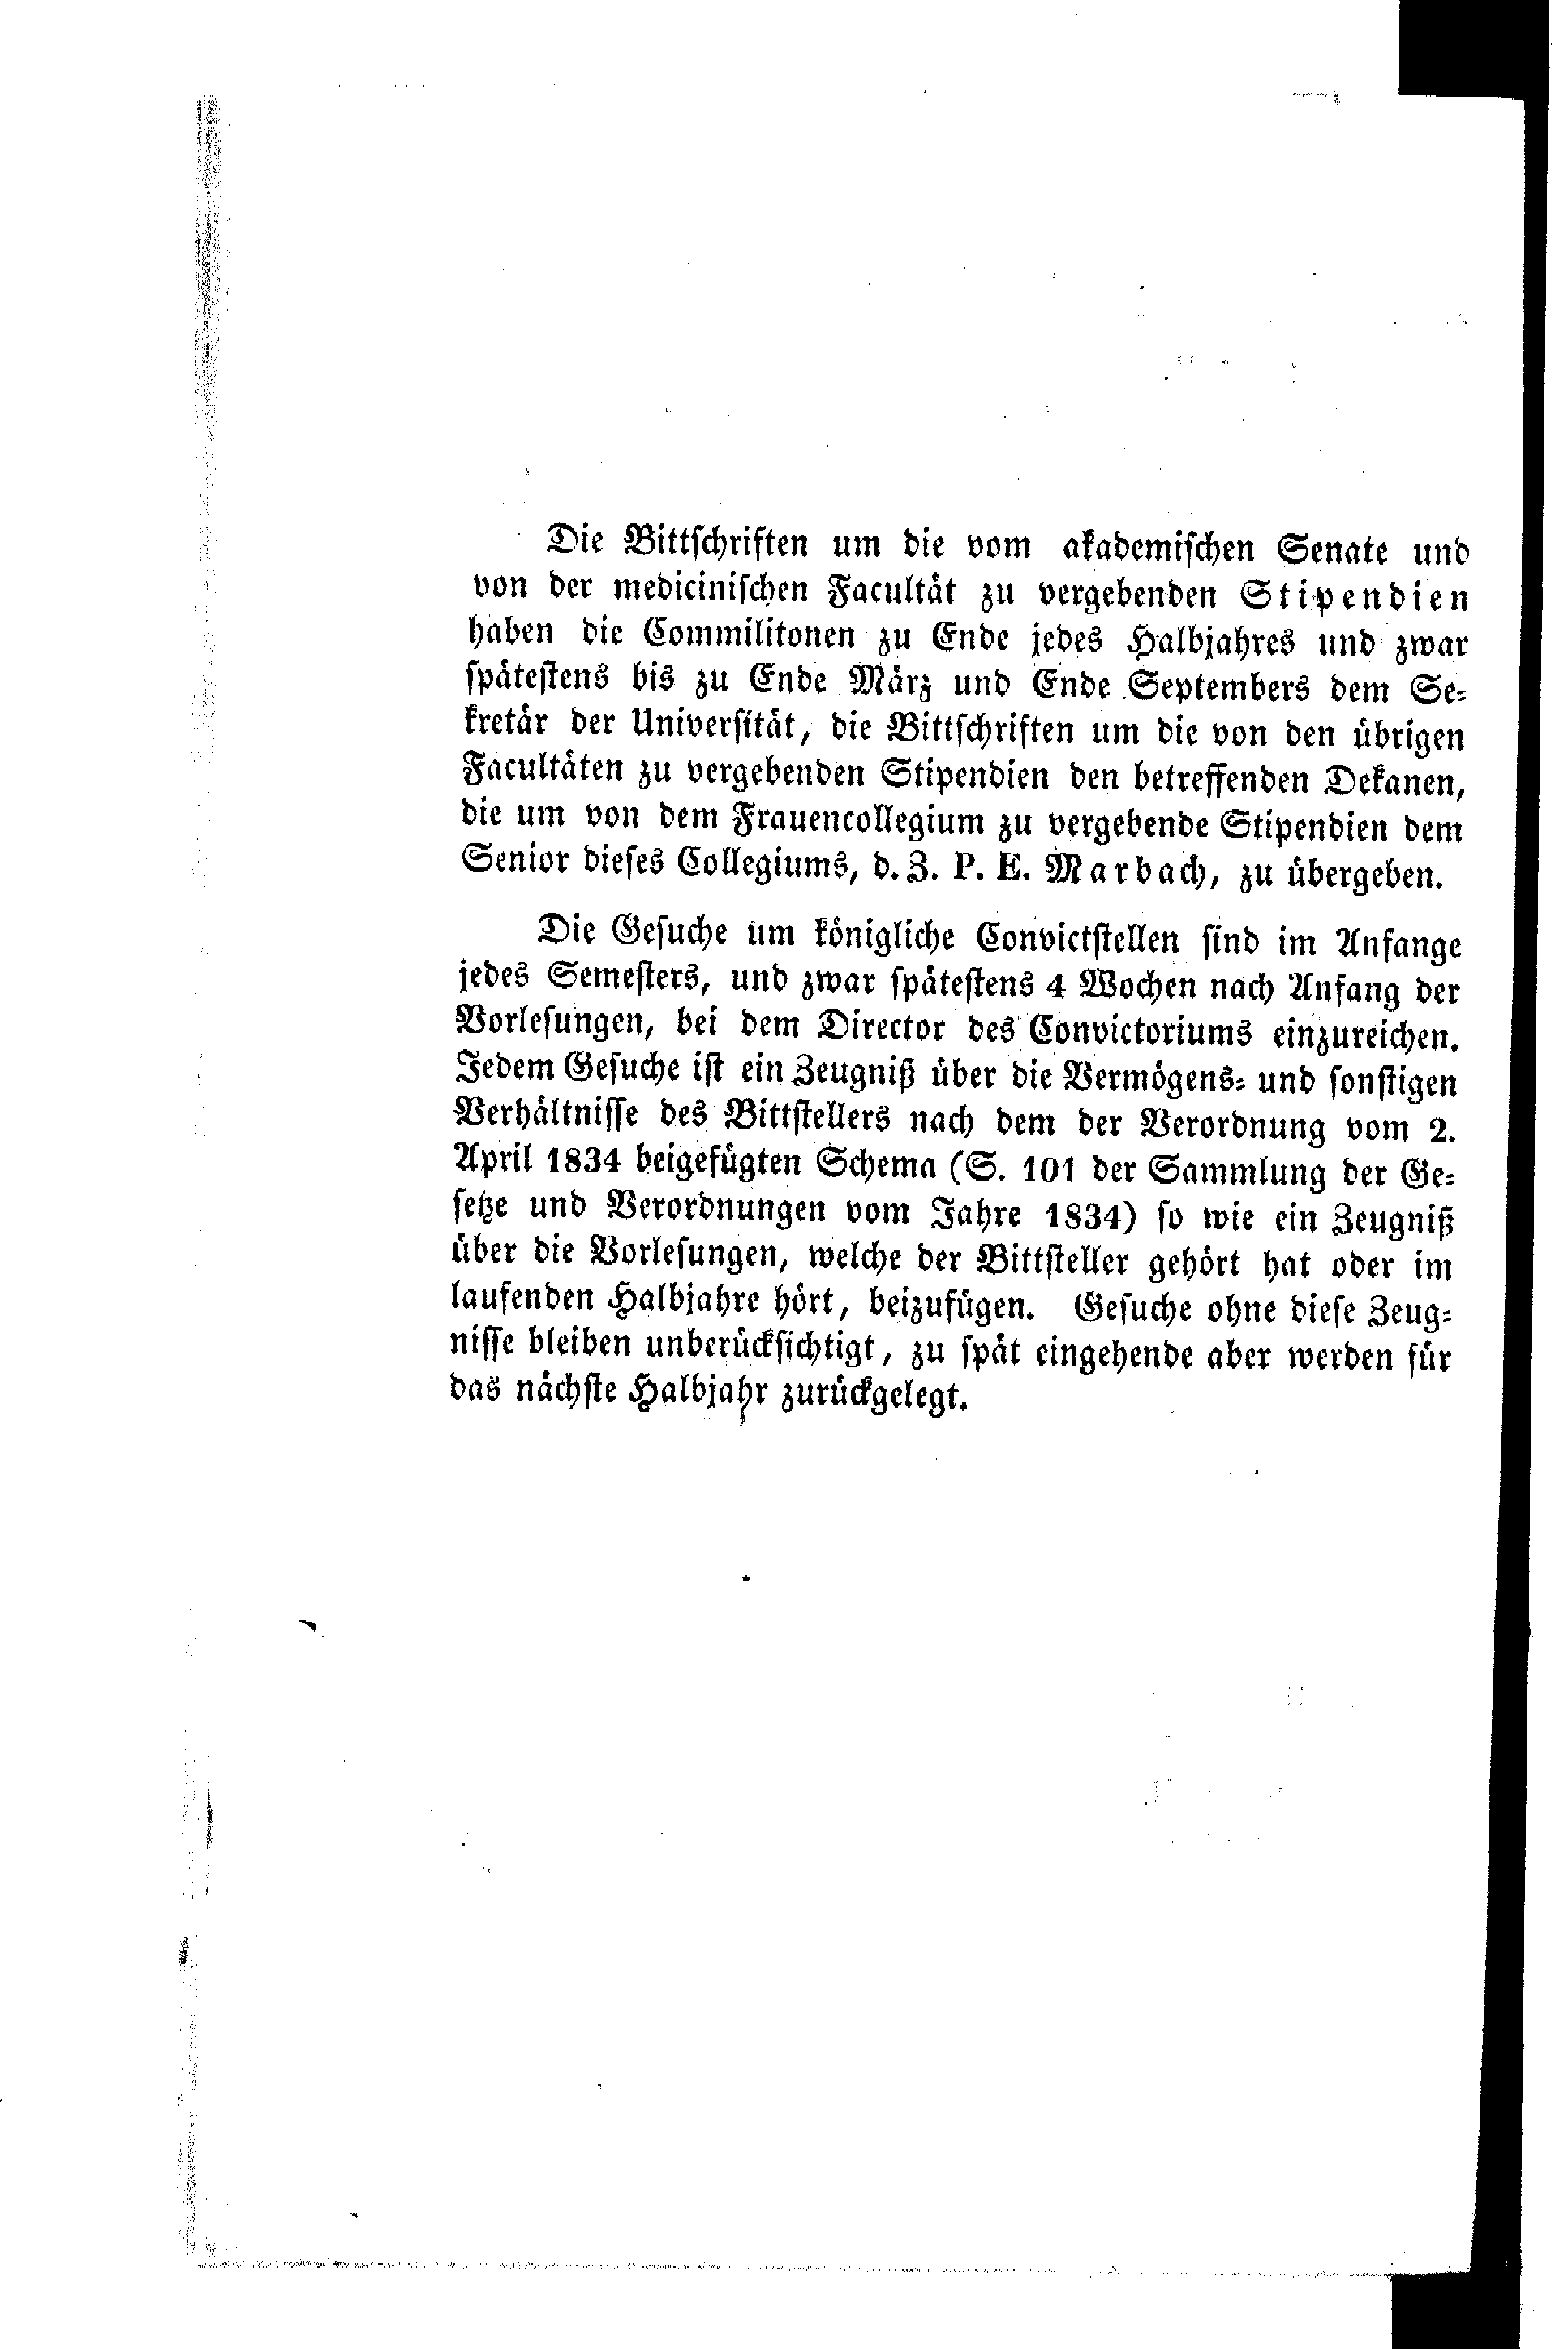 Die Bittſchriften um die vom akademiſchen Senate und
von der mediciniſchen Facultät zu vergebenden Stipendien
haben die Commilitonen zu Ende jedes Halbjahres und zwar
ſpäteſtens bis zu Ende März und Ende Septembers dem Se⸗
kretär der Univerſität, die Bittſchriften um die von den übrigen
Facultäten zu vergebenden Stipendien den betreffenden Dekanen,
die um von dem Frauencollegium zu vergebende Stipendien dem
Senior dieſes Collegiums, d. Z. P. E. Marbach, zu übergeben.
Die Geſuche um königliche Convictſtellen ſind im Anfange
jedes Semeſters, und zwar ſpäteſtens 4 Wochen nach Anfang der
Vorleſungen, bei dem Director des Convictoriums einzureichen.
Jedem Geſuche iſt ein Zeugniß über die Vermögens⸗ und ſonſtigen
Verhältniſſe des Bittſtellers nach dem der Verordnung vom 2.
April 1834 beigefügten Schema (S. 101 der Sammlung der Ge⸗
ſetze und Verordnungen vom Jahre 1834) ſo wie ein Zeugniß
über die Vorleſungen, welche der Bittſteller gehört hat oder im
laufenden Halbjahre hört, beizufügen. Geſuche ohne dieſe Zeug⸗
niſſe bleiben unberückſichtigt, zu ſpät eingehende aber werden für
das nächſte Halbjahr zurückgelegt.